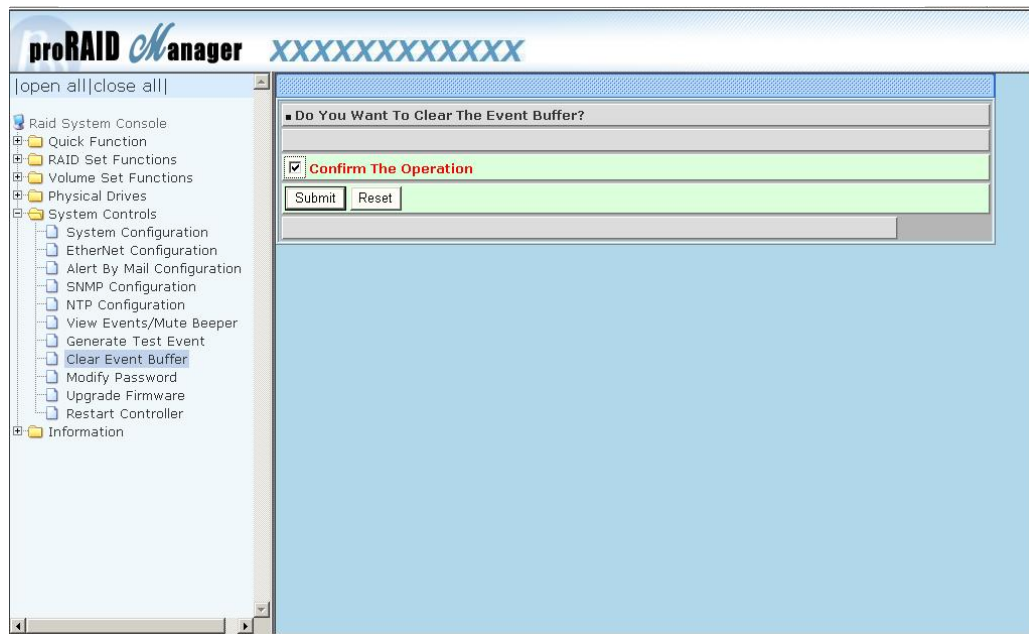 proRAID Manager XXXXXXXXXXXX
|open all|close all|
Raid System Console
Quick Function
RAID Set Functions
Volume Set Functions
Physical Drives
System Controls
System Configuration
EtherNet Configuration
Alert By Mail Configuration
SNMP Configuration
NTP Configuration
View Events/Mute Beeper
Generate Test Event
Clear Event Buffer
Modify Password
Upgrade Firmware
Restart Controller
Information
Do You Want To Clear The Event Buffer?
Confirm The Operation
Submit Reset